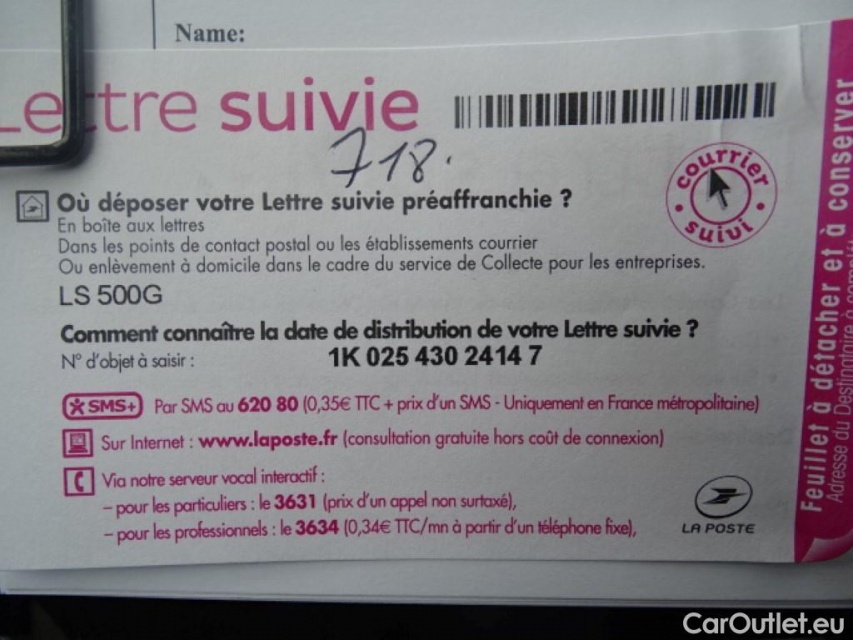 Name:
Lettre suivie
718.
courrier suivi
Où déposer votre Lettre suivie préaffranchie ?
En boîte aux lettres
Dans les points de contact postal ou les établissements courrier
Ou enlèvement à domicile dans le cadre du service de Collecte pour les entreprises.
LS 500G
Comment connaître la date de distribution de votre Lettre suivie ?
N° d'objet à saisir : 1K 025 430 2414 7
SMS+ Par SMS au 620 80 (0,35€ TTC + prix d'un SMS - Uniquement en France métropolitaine)
Sur Internet : www.laposte.fr (consultation gratuite hors coût de connexion)
Via notre serveur vocal interactif :
– pour les particuliers : le 3631 (prix d'un appel non surtaxé),
– pour les professionnels : le 3634 (0,34€ TTC/mn à partir d'un téléphone fixe),
LA POSTE
Feuillet à détacher et à conserver
Adresse du Destinataire à
CarOutlet.eu